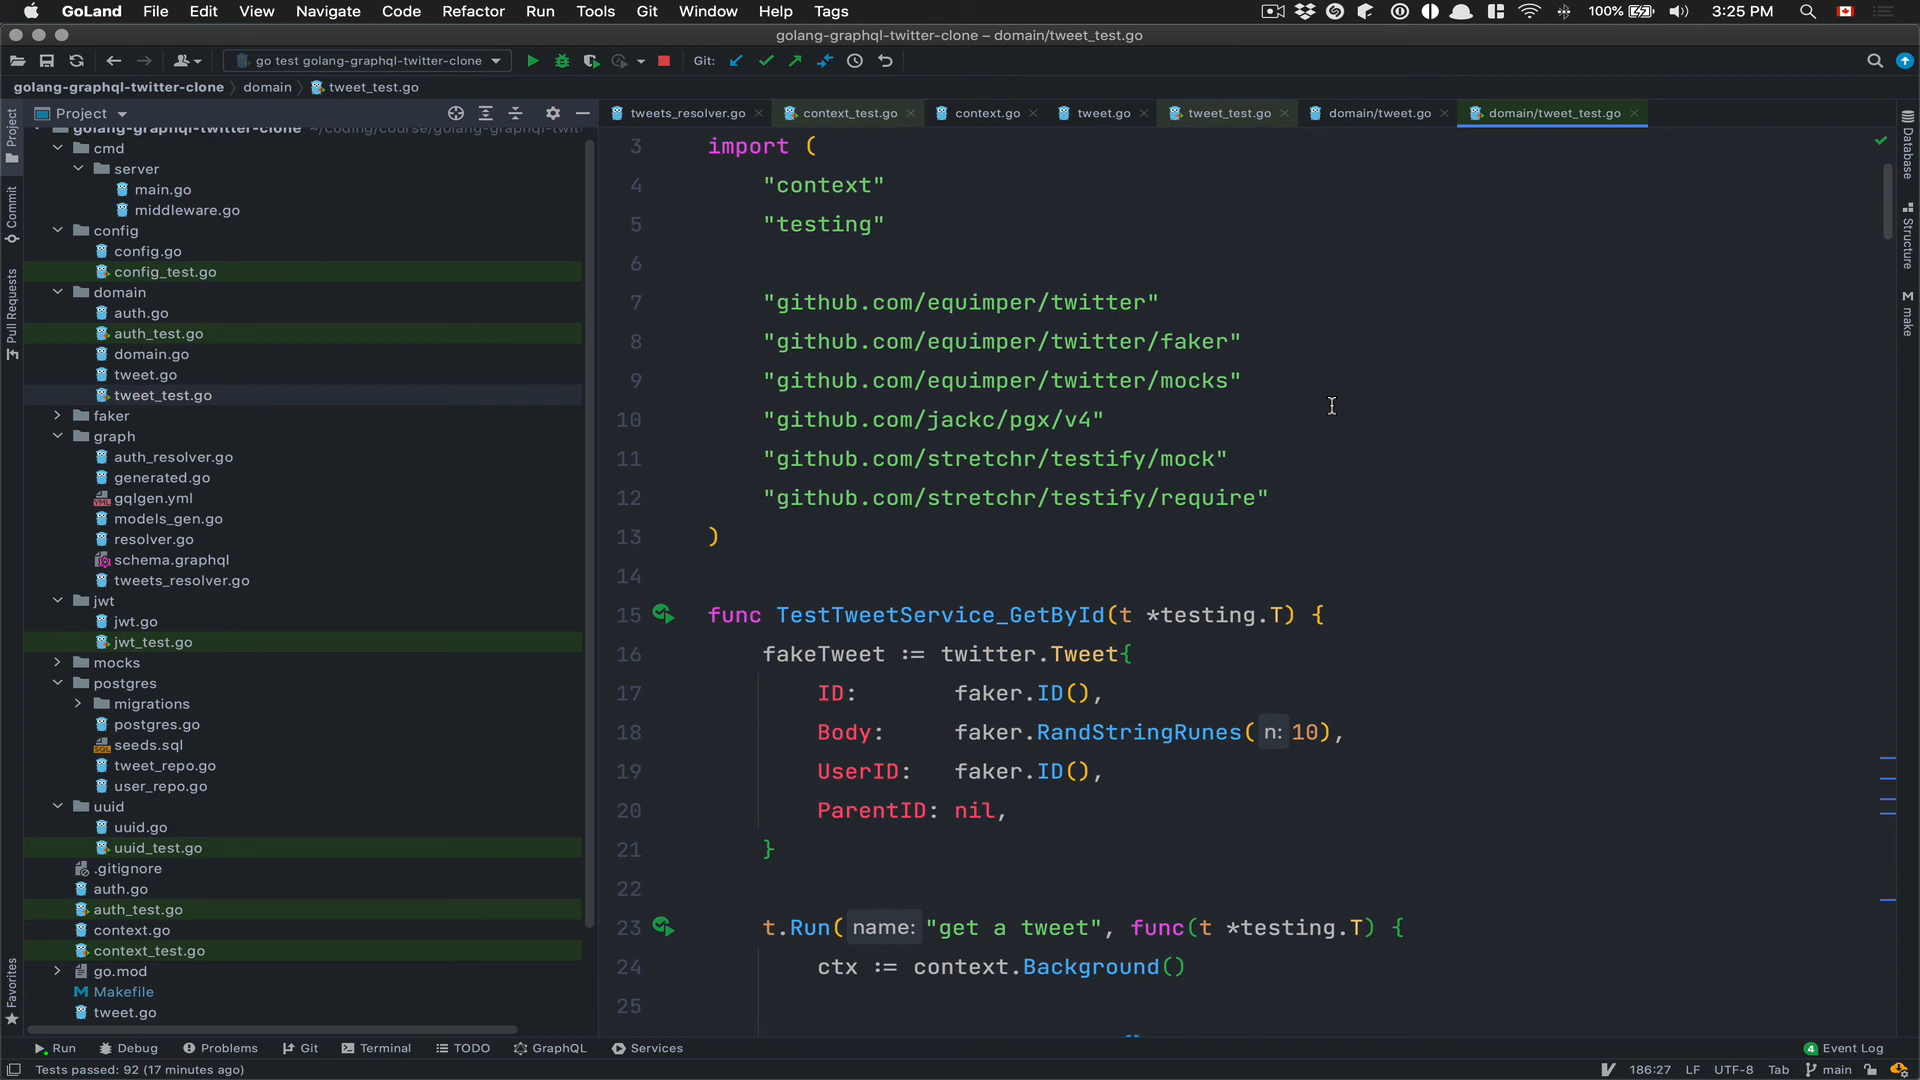 GoLand File Edit View Navigate Code Refactor Run Tools Git Window Help Tags 100% 3:25 PM
golang-graphql-twitter-clone – domain/tweet_test.go
go test golang-graphql-twitter-clone Git:
golang-graphql-twitter-clone domain tweet_test.go
Project
tweets_resolver.go context_test.go context.go tweet.go tweet_test.go domain/tweet.go domain/tweet_test.go
golang-graphql-twitter-clone ~/coding/course/golang-graphql-twitt
cmd
server
main.go
middleware.go
config
config.go
config_test.go
domain
auth.go
auth_test.go
domain.go
tweet.go
tweet_test.go
faker
graph
auth_resolver.go
generated.go
gqlgen.yml
models_gen.go
resolver.go
schema.graphql
tweets_resolver.go
jwt
jwt.go
jwt_test.go
mocks
postgres
migrations
postgres.go
seeds.sql
tweet_repo.go
user_repo.go
uuid
uuid.go
uuid_test.go
.gitignore
auth.go
auth_test.go
context.go
context_test.go
go.mod
Makefile
tweet.go
Project
Commit
Pull Requests
Favorites
3 import (
4 "context"
5 "testing"
6
7 "github.com/equimper/twitter"
8 "github.com/equimper/twitter/faker"
9 "github.com/equimper/twitter/mocks"
10 "github.com/jackc/pgx/v4"
11 "github.com/stretchr/testify/mock"
12 "github.com/stretchr/testify/require"
13 )
14
15 func TestTweetService_GetById(t *testing.T) {
16 fakeTweet := twitter.Tweet{
17 ID: faker.ID(),
18 Body: faker.RandStringRunes( n: 10),
19 UserID: faker.ID(),
20 ParentID: nil,
21 }
22
23 t.Run( name: "get a tweet", func(t *testing.T) {
24 ctx := context.Background()
25
Database
Structure
make
Run Debug Problems Git Terminal TODO GraphQL Services 4 Event Log
Tests passed: 92 (17 minutes ago) 186:27 LF UTF-8 Tab main